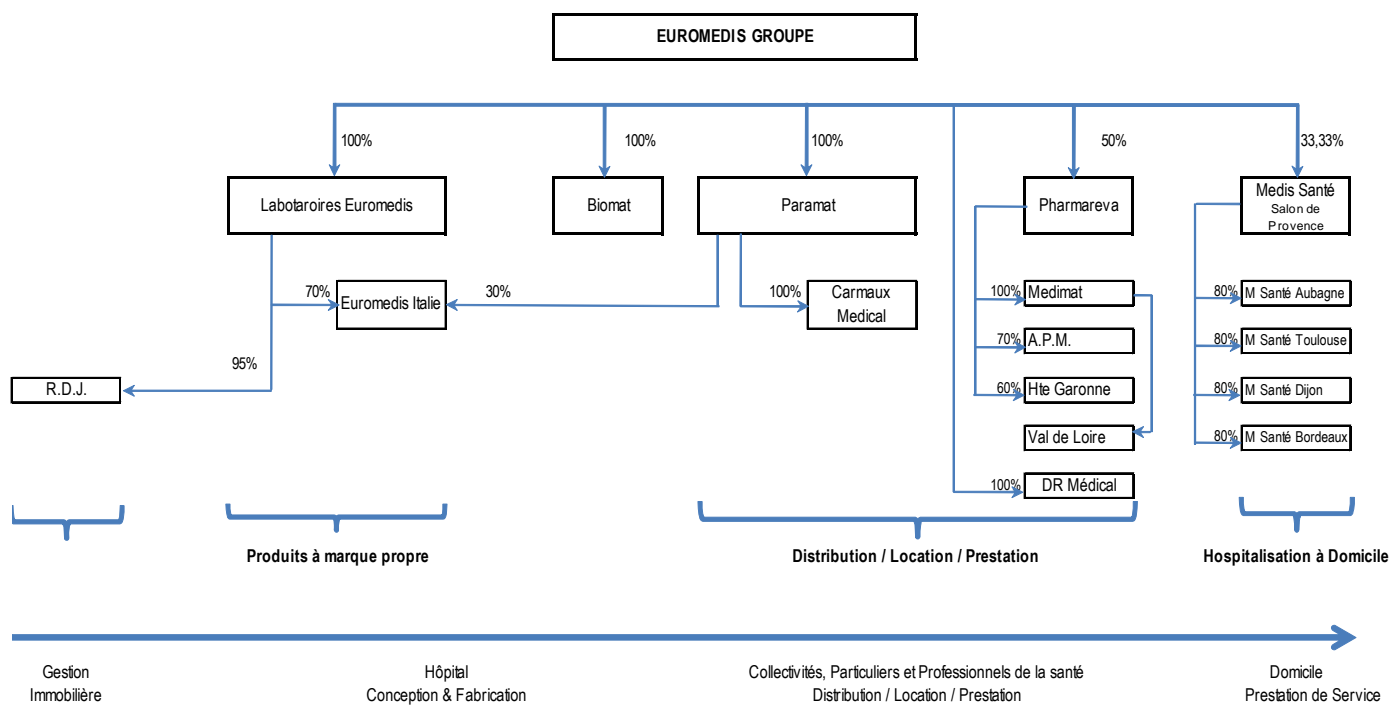 EUROMEDIS GROUPE
100%
100%
100%
50%
33,33%
Labotaroires Euromedis
Biomat
Paramat
Pharmareva
Medis Santé
Salon de
Provence
70%
Euromedis Italie
30%
100%
Carmaux
Medical
100%
Medimat
80%
M Santé Aubagne
70%
A.P.M.
80%
M Santé Toulouse
95%
R.D.J.
60%
Hte Garonne
80%
M Santé Dijon
Val de Loire
80%
M Santé Bordeaux
100%
DR Médical
Produits à marque propre
Distribution / Location / Prestation
Hospitalisation à Domicile
Gestion
Immobilière
Hôpital
Conception & Fabrication
Collectivités, Particuliers et Professionnels de la santé
Distribution / Location / Prestation
Domicile
Prestation de Service